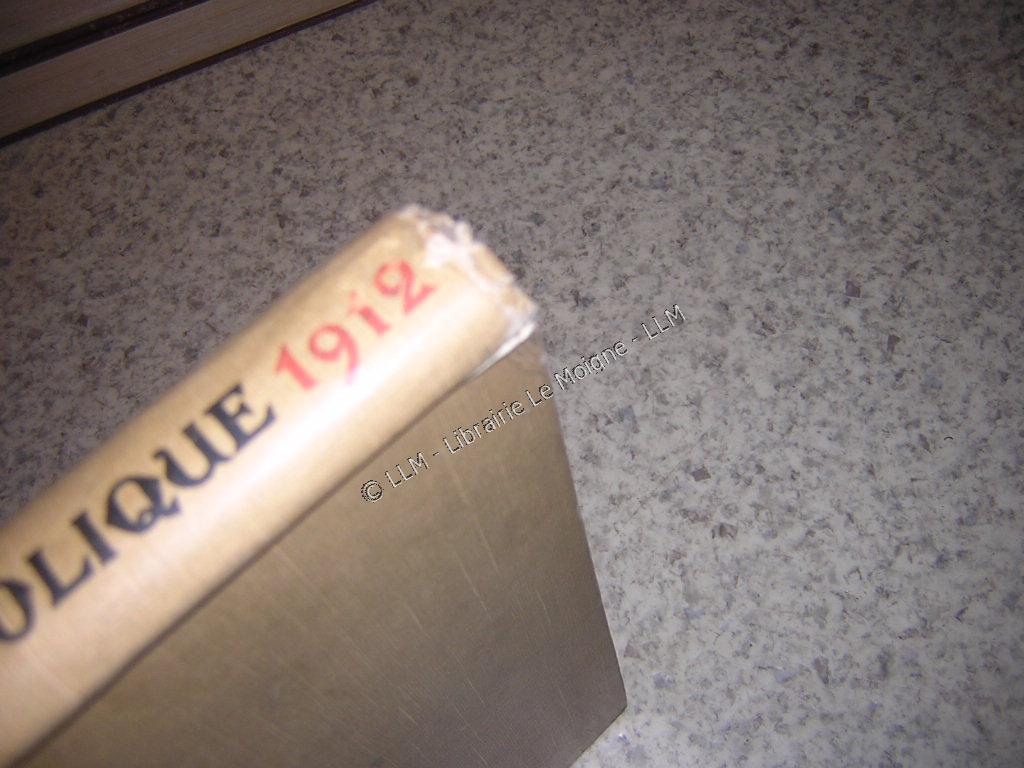 OLIQUE 1912
© LLM - Librairie Le Moigne - LLM